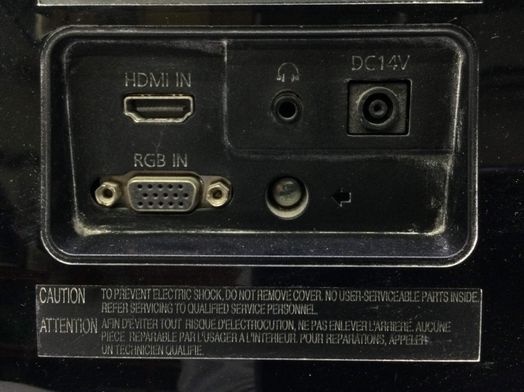 HDMI IN
DC14V
RGB IN
CAUTION TO PREVENT ELECTRIC SHOCK, DO NOT REMOVE COVER. NO USER-SERVICEABLE PARTS INSIDE.
REFER SERVICING TO QUALIFIED SERVICE PERSONNEL.
ATTENTION AFIN D'ÉVITER TOUT RISQUE D'ELECTROCUTION, NE PAS ENLEVER L'ARRIERE. AUCUNE
PIECE REPARABLE PAR L'USAGER A L'INTERIEUR. POUR REPARATIONS, APPELER
UN TECHNICIEN QUALIFIE.